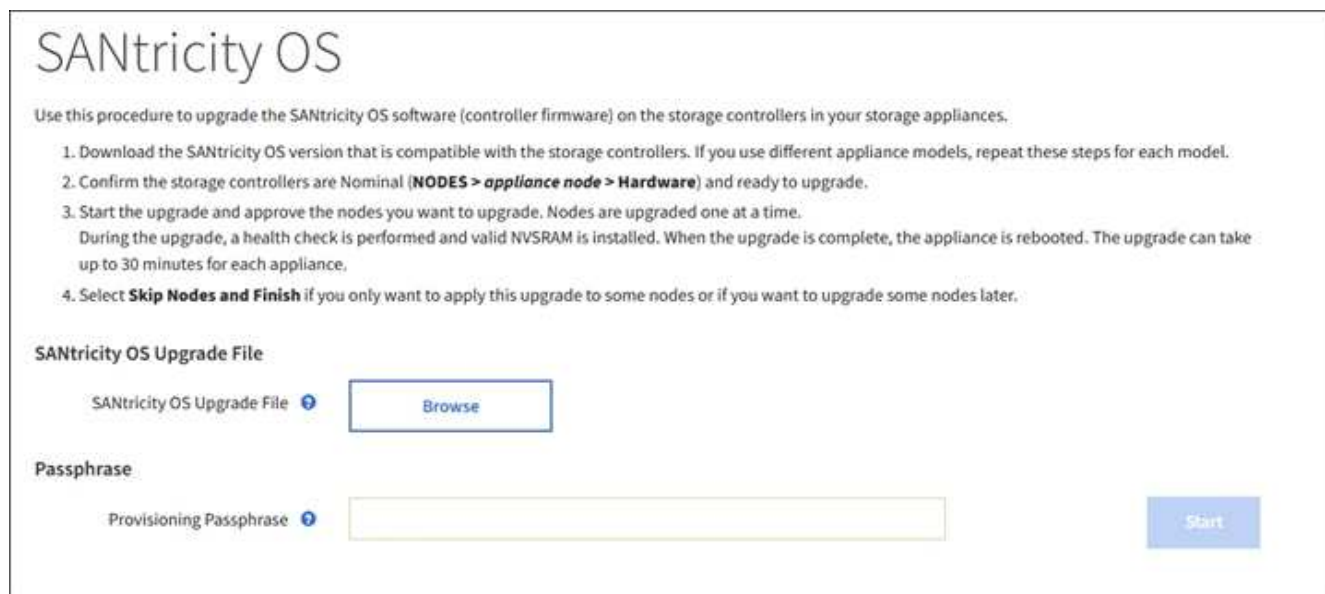 SANtricity OS
Use this procedure to upgrade the SANtricity OS software (controller firmware) on the storage controllers in your storage appliances.
1. Download the SANtricity OS version that is compatible with the storage controllers. If you use different appliance models, repeat these steps for each model.
2. Confirm the storage controllers are Nominal (NODES > appliance node > Hardware) and ready to upgrade.
3. Start the upgrade and approve the nodes you want to upgrade. Nodes are upgraded one at a time.
During the upgrade, a health check is performed and valid NVSRAM is installed. When the upgrade is complete, the appliance is rebooted. The upgrade can take
up to 30 minutes for each appliance.
4. Select Skip Nodes and Finish if you only want to apply this upgrade to some nodes or if you want to upgrade some nodes later.
SANtricity OS Upgrade File
SANtricity OS Upgrade File ?
Browse
Passphrase
Provisioning Passphrase ?
Start